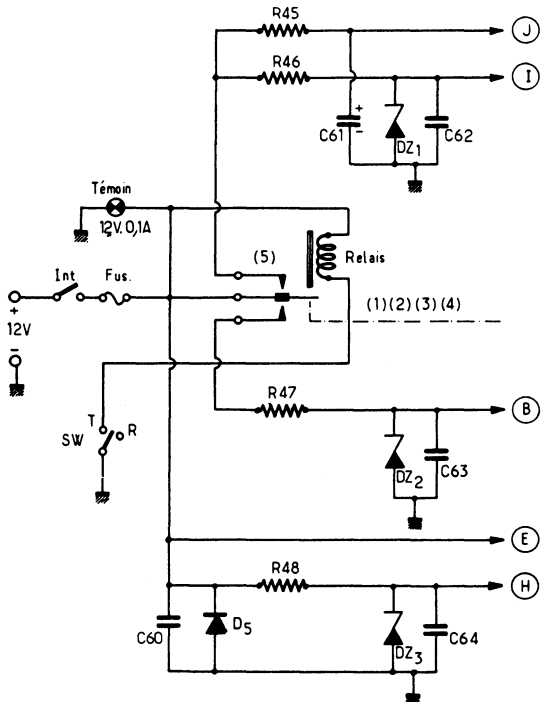 R45
J
R46
I
+
-
C61
DZ1
C62
Témoin
12V. 0,1A
(5)
Relais
Int.
Fus.
(1)(2)(3)(4)
+
12V
-
R47
B
T
R
SW
DZ2
C63
E
R48
H
C60
D5
DZ3
C64